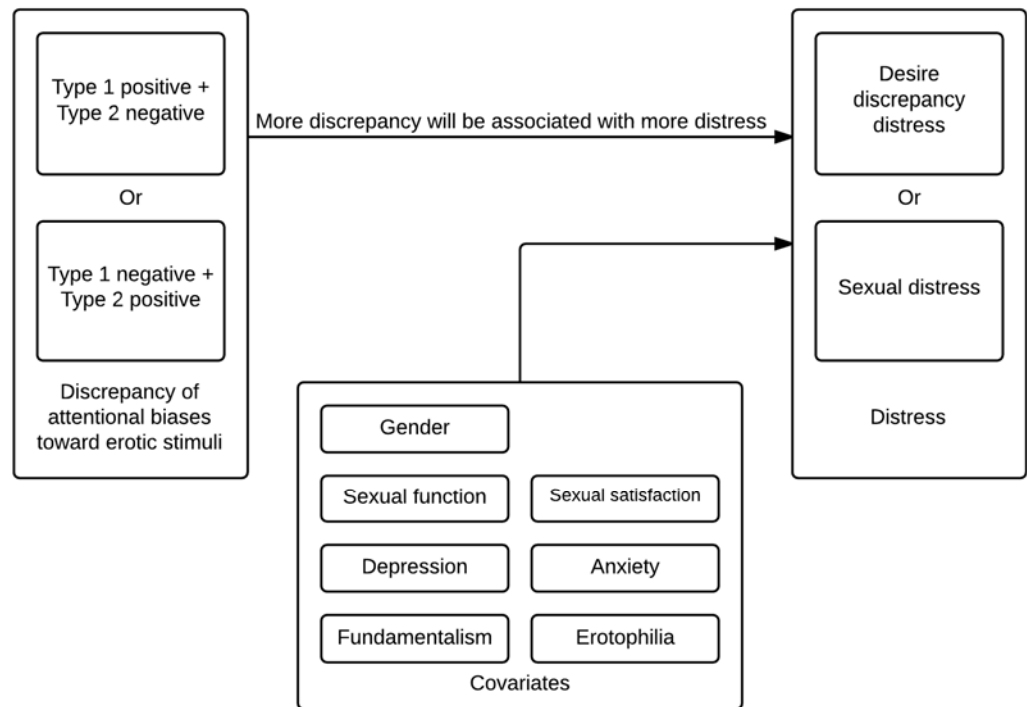 Type 1 positive +
Type 2 negative
Or
Type 1 negative +
Type 2 positive
Discrepancy of
attentional biases
toward erotic stimuli
More discrepancy will be associated with more distress
Desire
discrepancy
distress
Or
Sexual distress
Distress
Gender
Sexual function
Sexual satisfaction
Depression
Anxiety
Fundamentalism
Erotophilia
Covariates